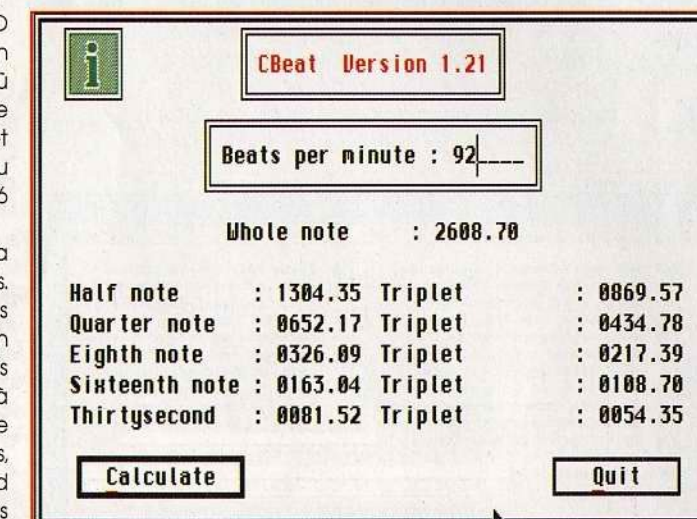 i
CBeat Version 1.21
Beats per minute : 92____
Whole note : 2608.70
Half note : 1304.35 Triplet : 0869.57
Quarter note : 0652.17 Triplet : 0434.78
Eighth note : 0326.09 Triplet : 0217.39
Sixteenth note : 0163.04 Triplet : 0108.70
Thirtysecond : 0081.52 Triplet : 0054.35
Calculate Quit